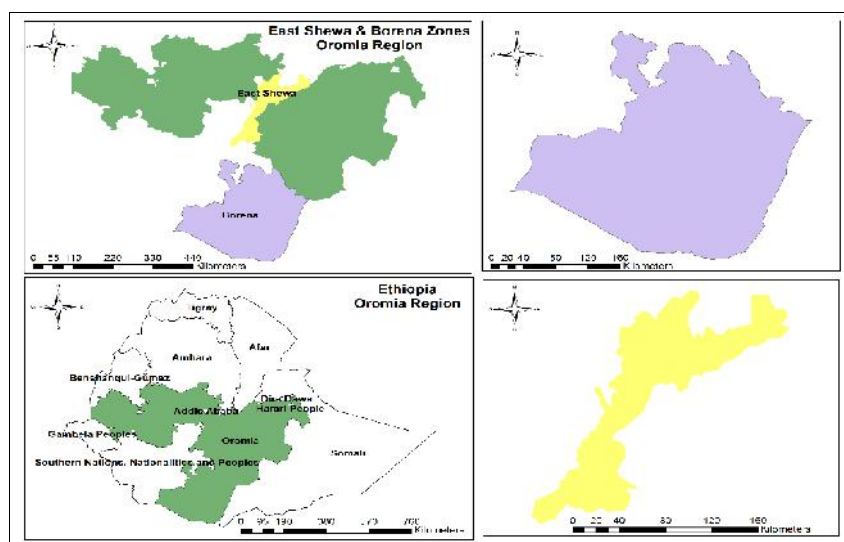 East Shewa & Borena Zones
Oromia Region
East Shewa
Borena
0 55 110 220 330 440
Kilometers
0 20 40 80 120 160
Kilometers
Ethiopia
Oromia Region
Tigray
Afar
Amhara
Benshangul-Gumaz
Dire Dawa
Harari People
Addis Ababa
Gambela Peoples
Oromia
Somali
Southern Nations, Nationalities and Peoples
0 95 190 380 570 760
Kilometers
0 20 40 80 120 160
Kilometers